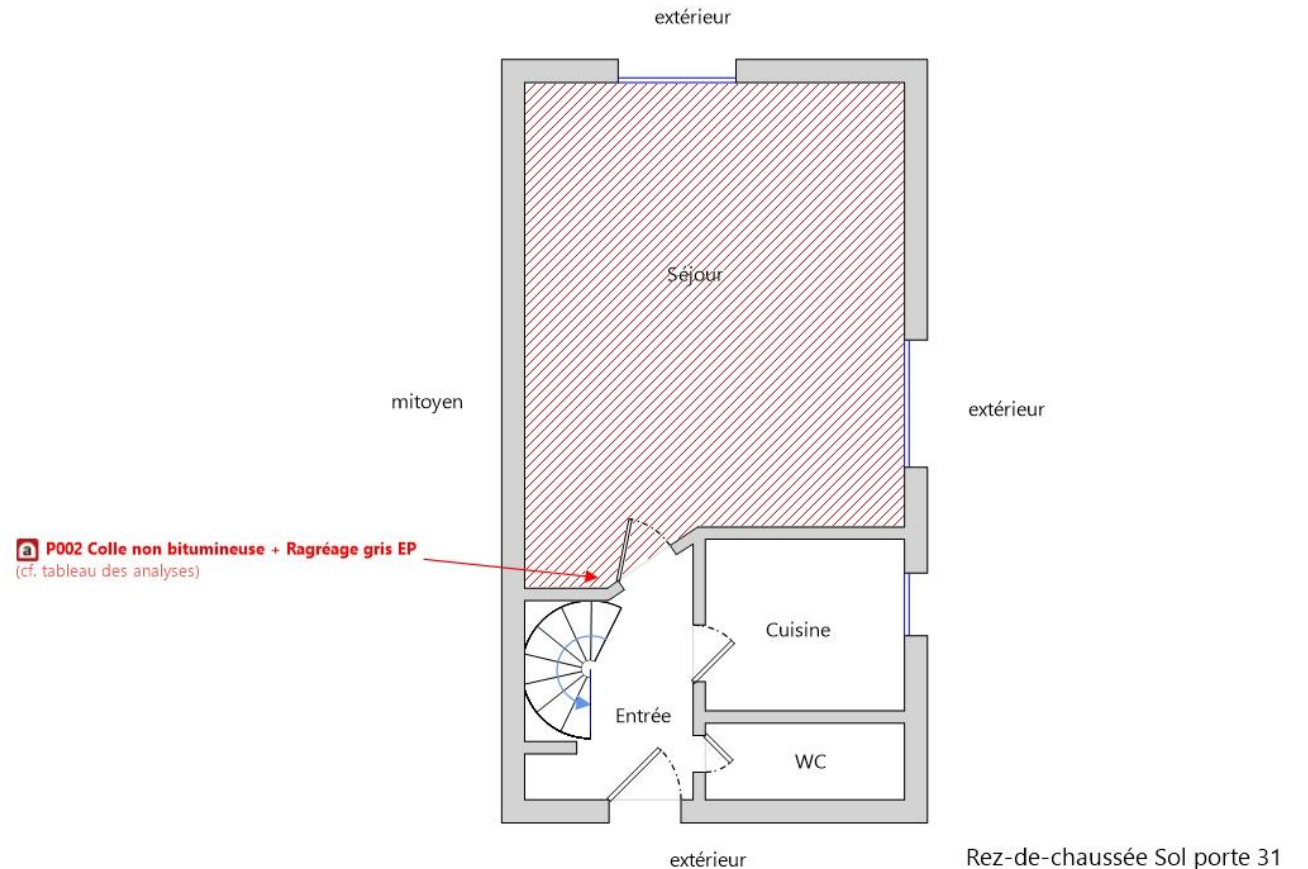 extérieur
Séjour
mitoyen
extérieur
a P002 Colle non bitumineuse + Ragréage gris EP
(cf. tableau des analyses)
Cuisine
Entrée
WC
extérieur
Rez-de-chaussée Sol porte 31